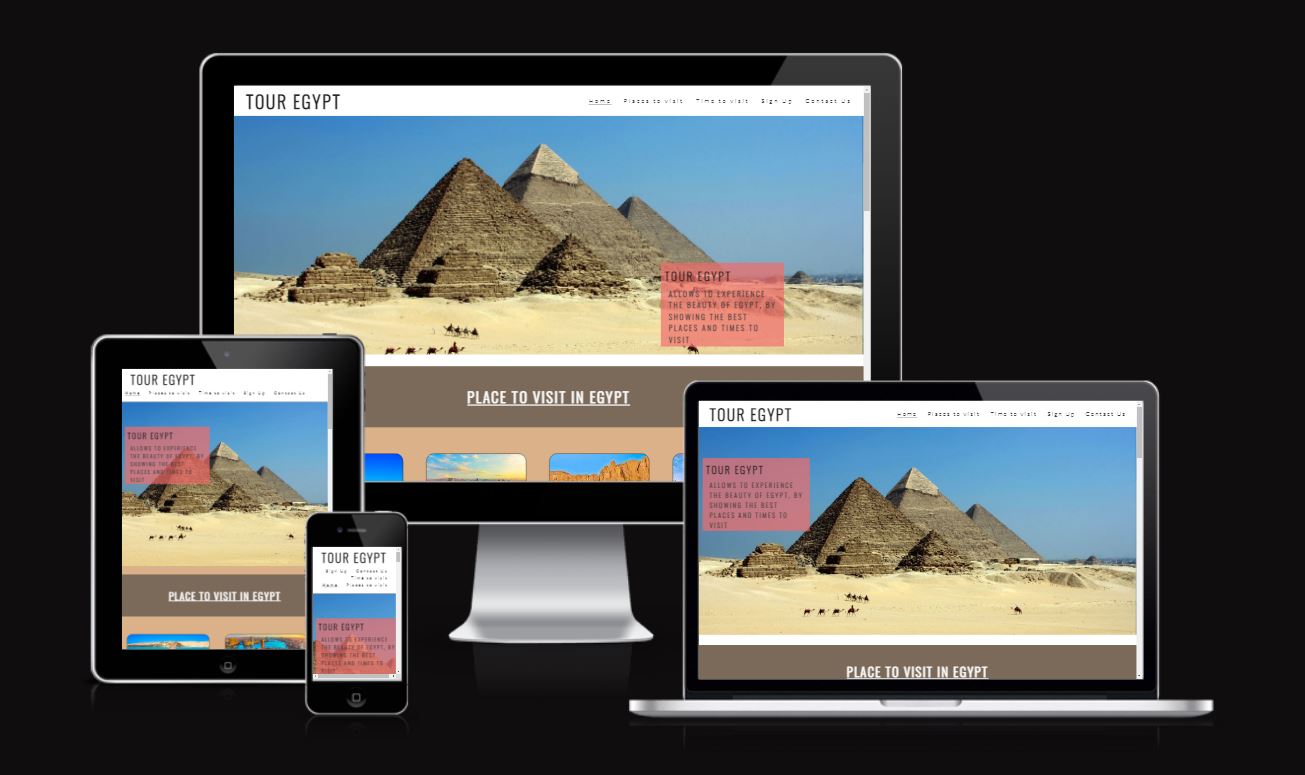 TOUR EGYPT
Home Places to visit Time to visit Sign Up Contact Us
TOUR EGYPT
ALLOWS TO EXPERIENCE
THE BEAUTY OF EGYPT, BY
SHOWING THE BEST
PLACES AND TIMES TO
VISIT
PLACE TO VISIT IN EGYPT
TOUR EGYPT
Home Places to visit Time to visit Sign Up Contact Us
TOUR EGYPT
ALLOWS TO EXPERIENCE
THE BEAUTY OF EGYPT, BY
SHOWING THE BEST
PLACES AND TIMES TO
VISIT
PLACE TO VISIT IN EGYPT
TOUR EGYPT
Sign Up Contact Us
Time to visit
Home Places to visit
TOUR EGYPT
ALLOWS TO EXPERIENCE
THE BEAUTY OF EGYPT, BY
SHOWING THE BEST
PLACES AND TIMES TO
VISIT
TOUR EGYPT
Home Places to visit Time to visit Sign Up Contact Us
TOUR EGYPT
ALLOWS TO EXPERIENCE
THE BEAUTY OF EGYPT, BY
SHOWING THE BEST
PLACES AND TIMES TO
VISIT
PLACE TO VISIT IN EGYPT